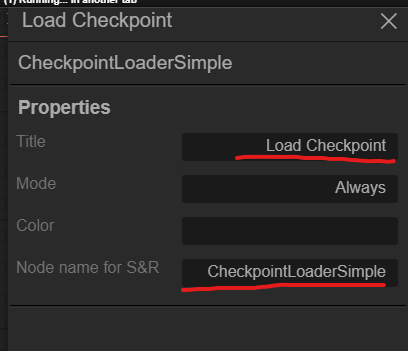 (1) Running... in another tab
Load Checkpoint
CheckpointLoaderSimple
Properties
Title Load Checkpoint
Mode Always
Color
Node name for S&R CheckpointLoaderSimple